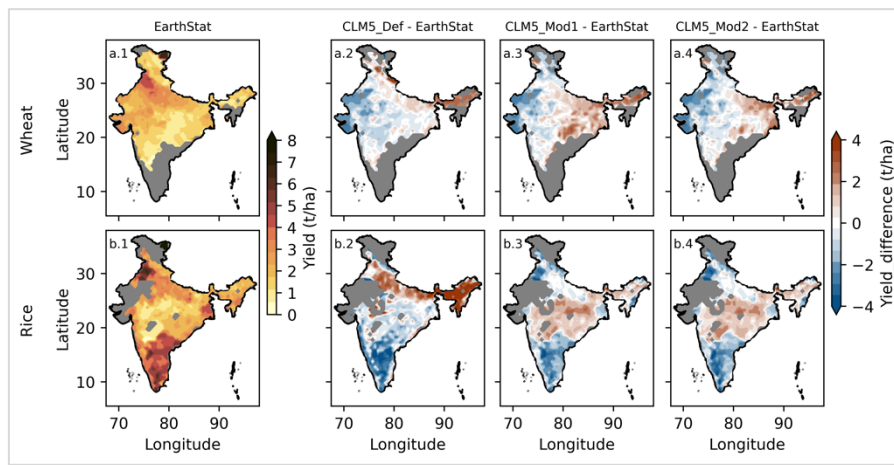 EarthStat
CLM5_Def - EarthStat
CLM5_Mod1 - EarthStat
CLM5_Mod2 - EarthStat
a.1
a.2
a.3
a.4
Wheat
Latitude
30
20
10
8
7
6
5
4
3
2
1
0
Yield (t/ha)
4
2
0
−2
−4
Yield difference (t/ha)
b.1
b.2
b.3
b.4
Rice
Latitude
30
20
10
70 80 90
70 80 90
70 80 90
70 80 90
Longitude
Longitude
Longitude
Longitude